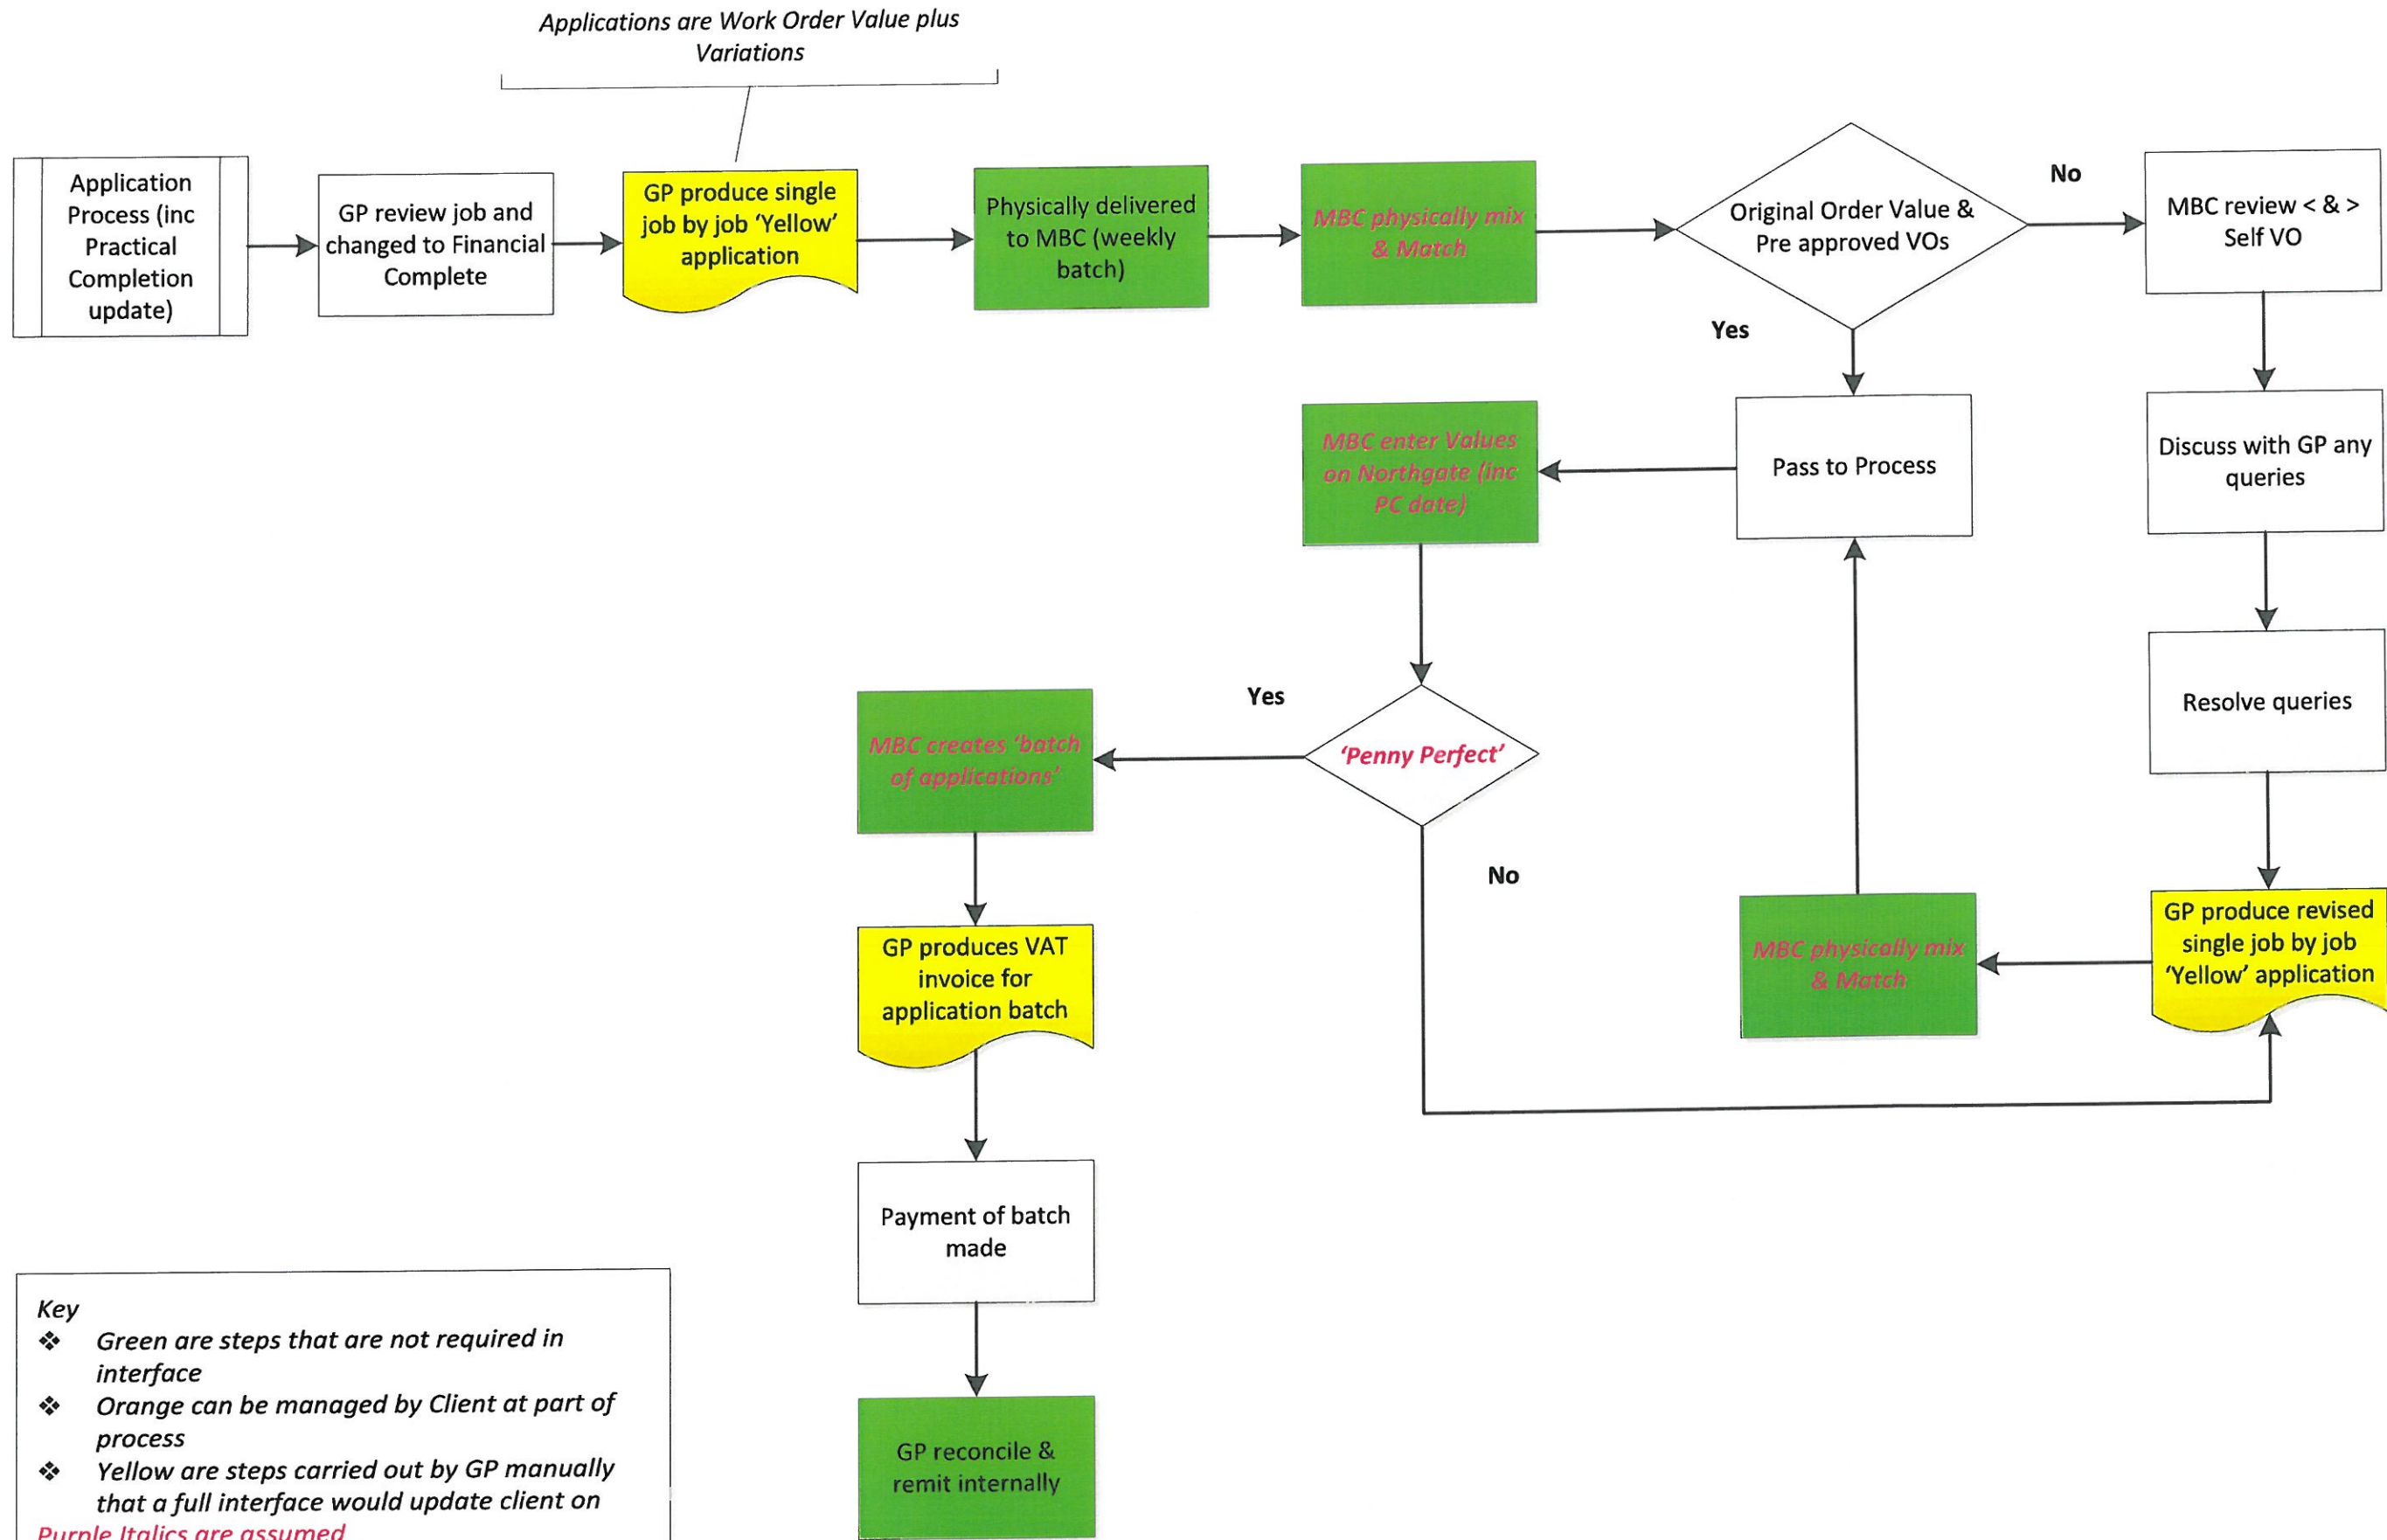 Applications are Work Order Value plus
Variations
Application
Process (inc
Practical
Completion
update)
GP review job and
changed to Financial
Complete
GP produce single
job by job ‘Yellow’
application
Physically delivered
to MBC (weekly
batch)
MBC physically mix
& Match
Original Order Value &
Pre approved VOs
No
MBC review < & >
Self VO
Yes
MBC enter Values
on Northgate (inc
PC date)
Pass to Process
Discuss with GP any
queries
Resolve queries
Yes
MBC creates ‘batch
of applications’
‘Penny Perfect’
No
GP produces VAT
invoice for
application batch
MBC physically mix
& Match
GP produce revised
single job by job
‘Yellow’ application
Payment of batch
made
GP reconcile &
remit internally
Key
❖ Green are steps that are not required in
interface
❖ Orange can be managed by Client at part of
process
❖ Yellow are steps carried out by GP manually
that a full interface would update client on
Purple Italics are assumed